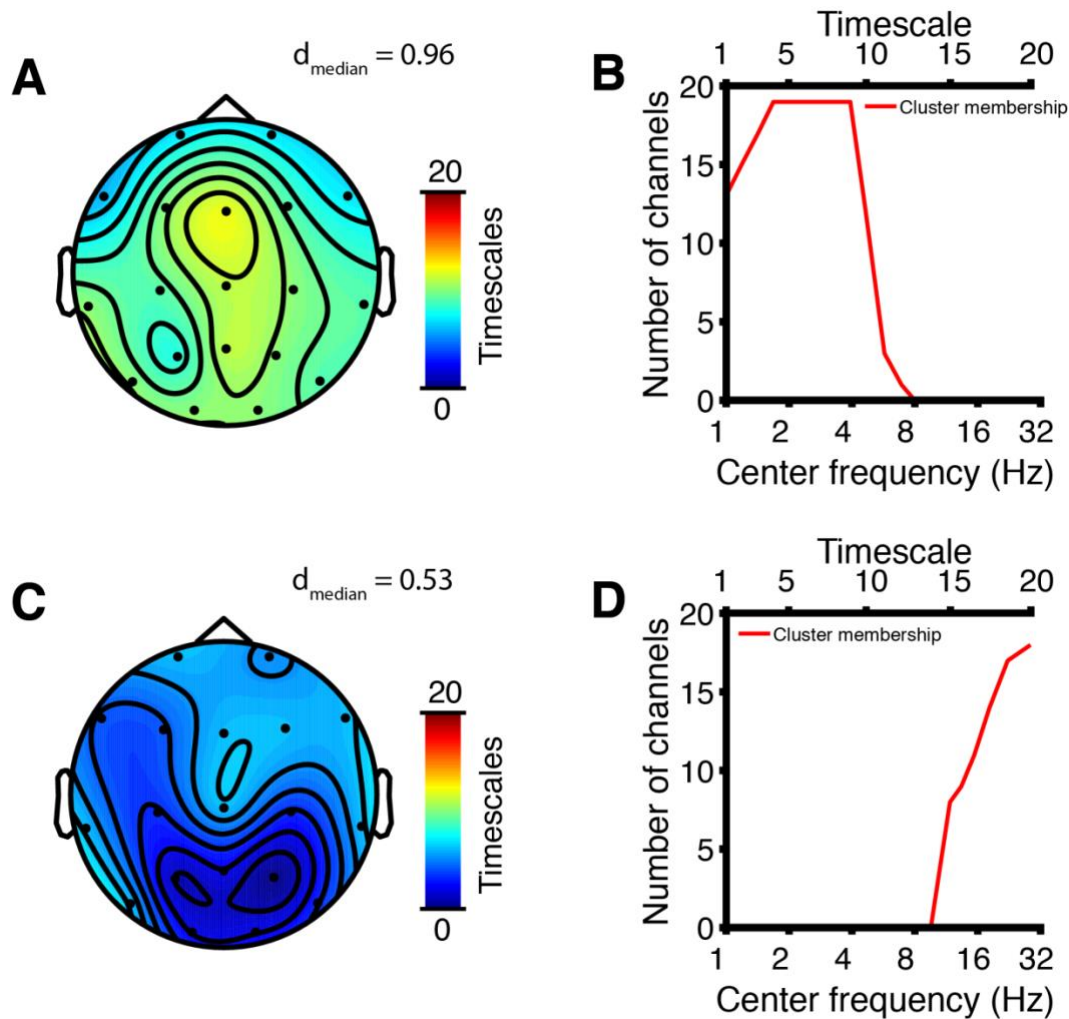 A
d median = 0.96
20
Timescales
0
B
Timescale
1 5 10 15 20
20
15
10
5
0
Number of channels
Cluster membership
1 2 4 8 16 32
Center frequency (Hz)
C
d median = 0.53
20
Timescales
0
D
Timescale
1 5 10 15 20
20
15
10
5
0
Number of channels
Cluster membership
1 2 4 8 16 32
Center frequency (Hz)